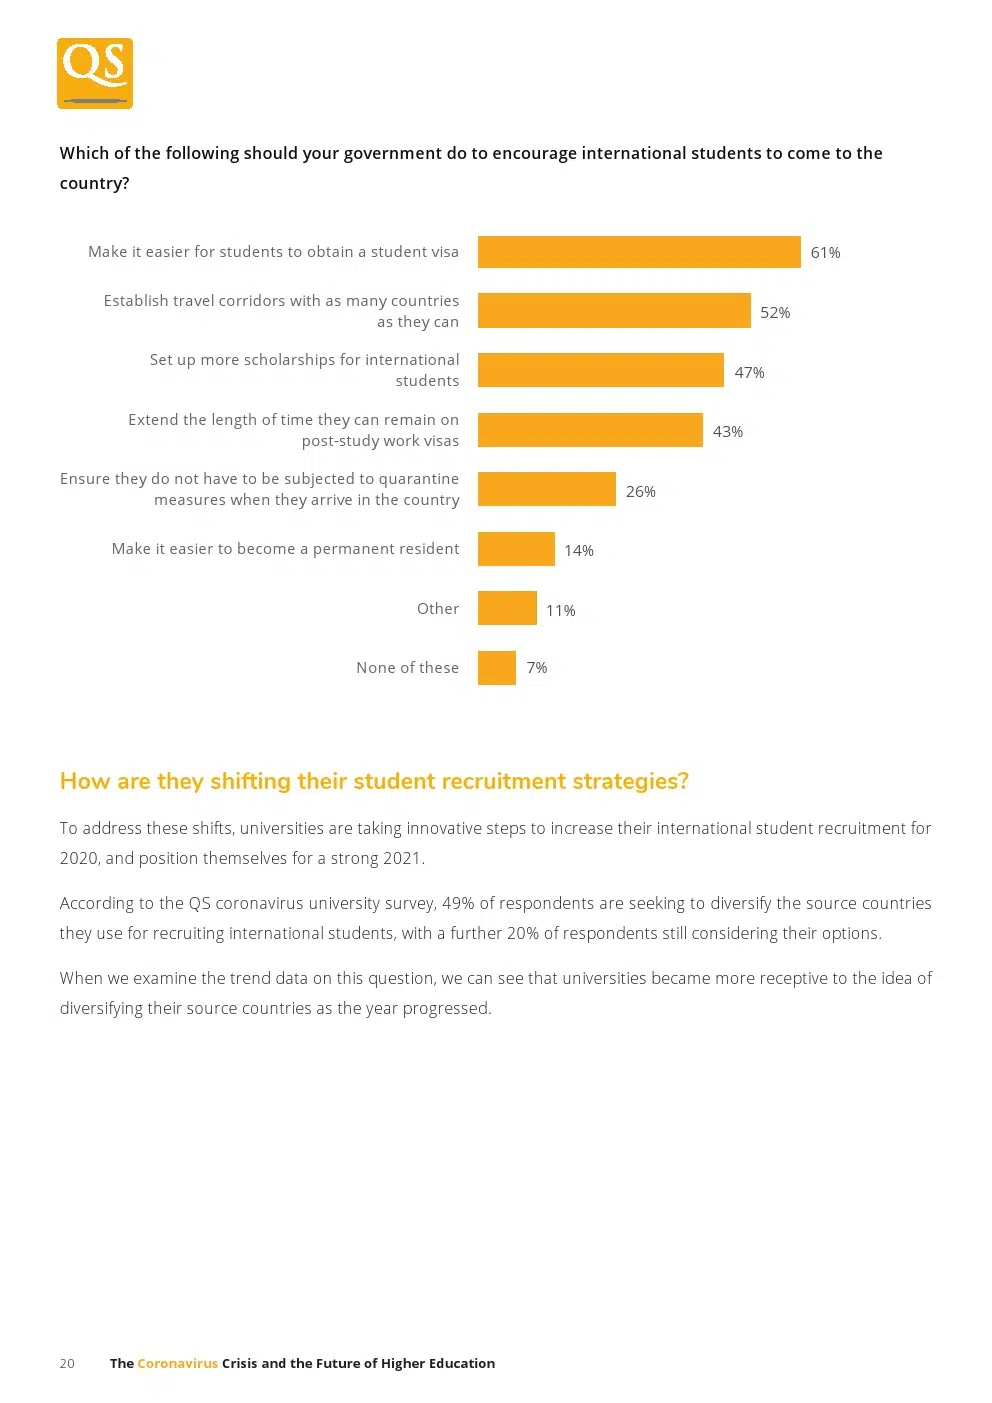 QS
Which of the following should your government do to encourage international students to come to the
country?
Make it easier for students to obtain a student visa
61%
Establish travel corridors with as many countries
as they can
52%
Set up more scholarships for international
students
47%
Extend the length of time they can remain on
post-study work visas
43%
Ensure they do not have to be subjected to quarantine
measures when they arrive in the country
26%
Make it easier to become a permanent resident
14%
Other
11%
None of these
7%
How are they shifting their student recruitment strategies?
To address these shifts, universities are taking innovative steps to increase their international student recruitment for
2020, and position themselves for a strong 2021.
According to the QS coronavirus university survey, 49% of respondents are seeking to diversify the source countries
they use for recruiting international students, with a further 20% of respondents still considering their options.
When we examine the trend data on this question, we can see that universities became more receptive to the idea of
diversifying their source countries as the year progressed.
20 The Coronavirus Crisis and the Future of Higher Education